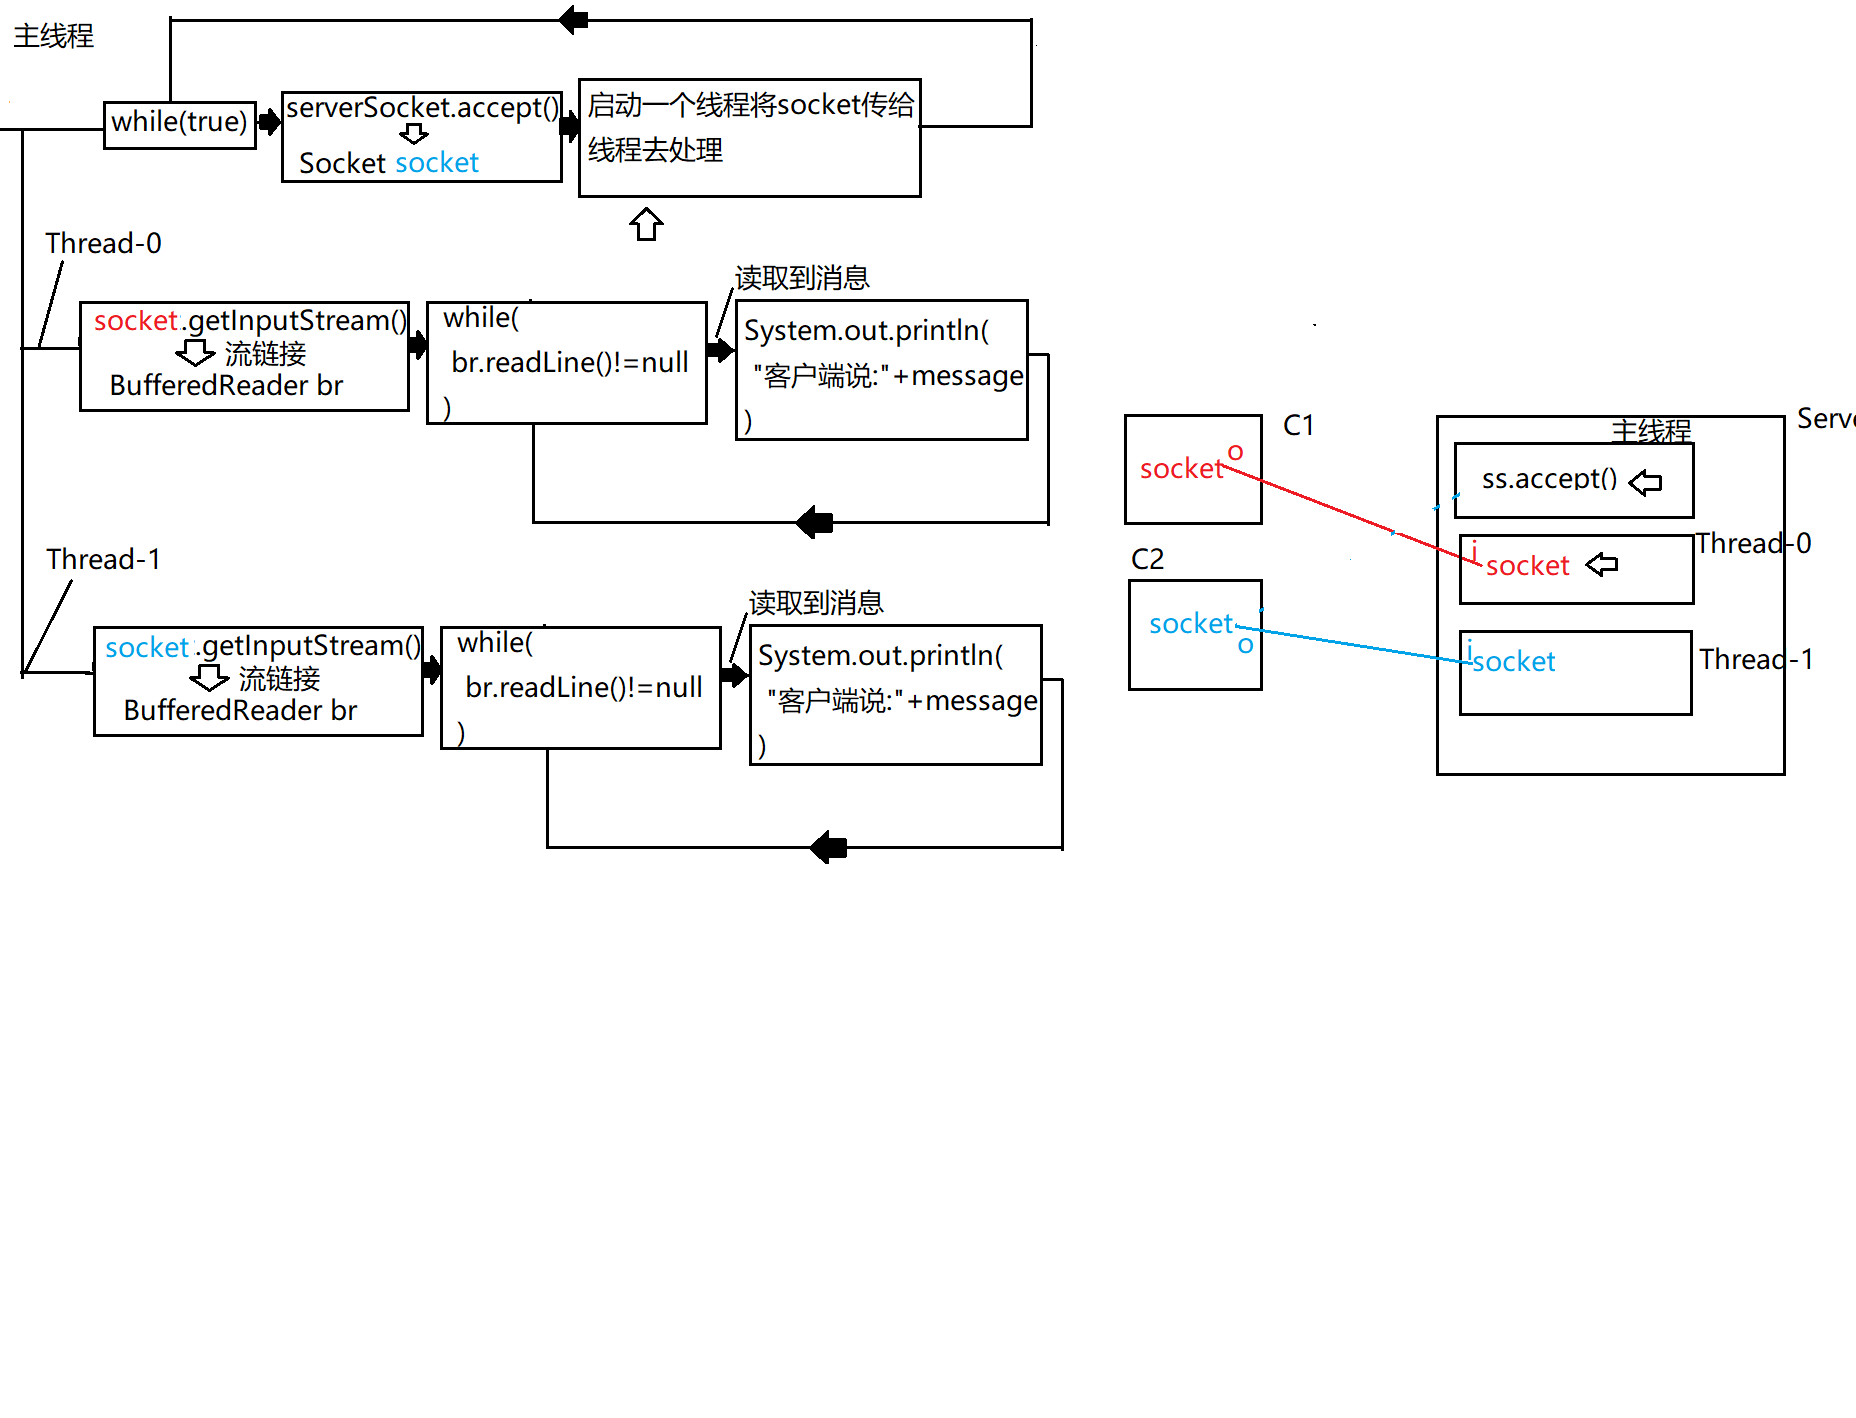 主线程
while(true)
serverSocket.accept()
Socket socket
启动一个线程将socket传给
线程去处理
Thread-0
socket.getInputStream()
流链接
BufferedReader br
while(
br.readLine()!=null
)
读取到消息
System.out.println(
"客户端说:"+message
)
Thread-1
socket.getInputStream()
流链接
BufferedReader br
while(
br.readLine()!=null
)
读取到消息
System.out.println(
"客户端说:"+message
)
C1
socket o
C2
socket
o
主线程
ss.accept()
i
socket
Thread-0
i
socket
Thread-1